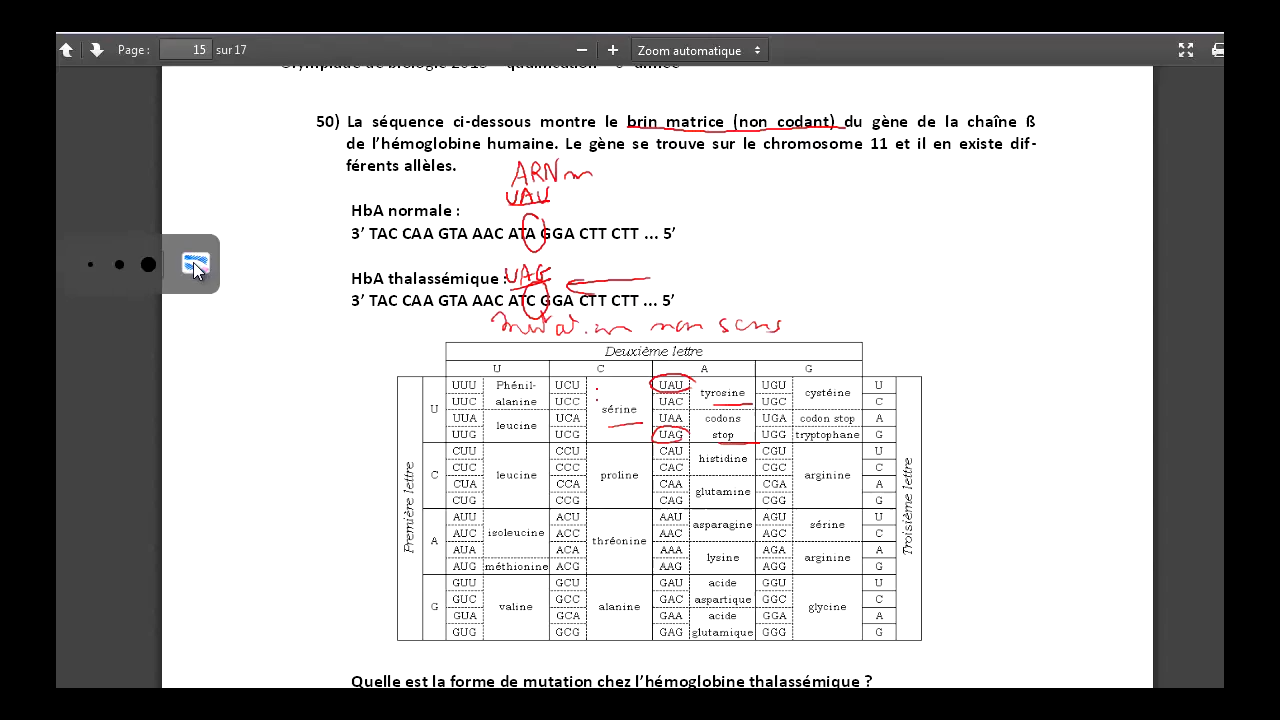 Page : 15 sur 17 Zoom automatique
50) La séquence ci-dessous montre le brin matrice (non codant) du gène de la chaîne ß
de l'hémoglobine humaine. Le gène se trouve sur le chromosome 11 et il en existe dif-
férents allèles.
ARNm
UAU
HbA normale :
3' TAC CAA GTA AAC ATA GGA CTT CTT ... 5'
HbA thalassémique : UAG
3' TAC CAA GTA AAC ATC GGA CTT CTT ... 5'
mutation non sens
Deuxième lettre
U C A G
Première lettre
Troisième lettre
U UUU Phénil- UCU sérine UAU tyrosine UGU cystéine U
UUC alanine UCC UAC UGC C
UUA leucine UCA UAA codons UGA codon stop A
UUG UCG UAG stop UGG tryptophane G
C CUU leucine CCU proline CAU histidine CGU arginine U
CUC CCC CAC CGC C
CUA CCA CAA glutamine CGA A
CUG CCG CAG CGG G
A AUU isoleucine ACU thréonine AAU asparagine AGU sérine U
AUC ACC AAC AGC C
AUA ACA AAA lysine AGA arginine A
AUG méthionine ACG AAG AGG G
G GUU valine GCU alanine GAU acide GGU glycine U
GUC GCC GAC aspartique GGC C
GUA GCA GAA acide GGA A
GUG GCG GAG glutamique GGG G
Quelle est la forme de mutation chez l'hémoglobine thalassémique ?